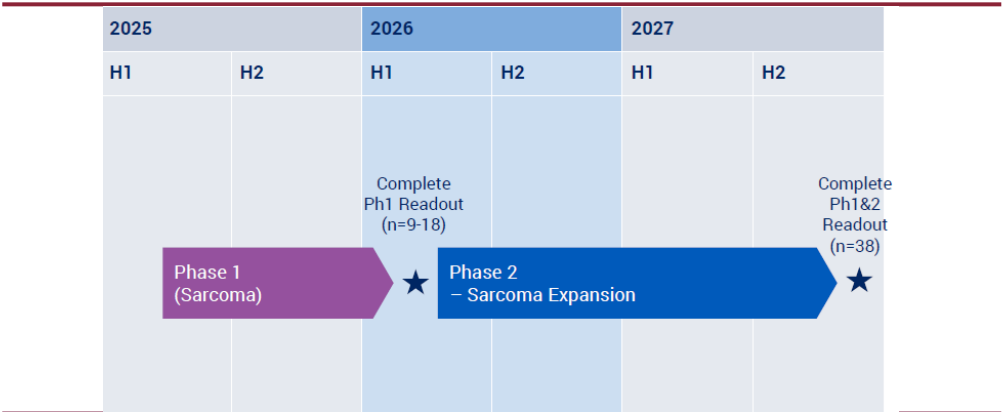 2025 2026 2027
H1 H2 H1 H2 H1 H2
Complete
Ph1 Readout
(n=9-18)
Complete
Ph1&2
Readout
(n=38)
Phase 1
(Sarcoma)
Phase 2
– Sarcoma Expansion